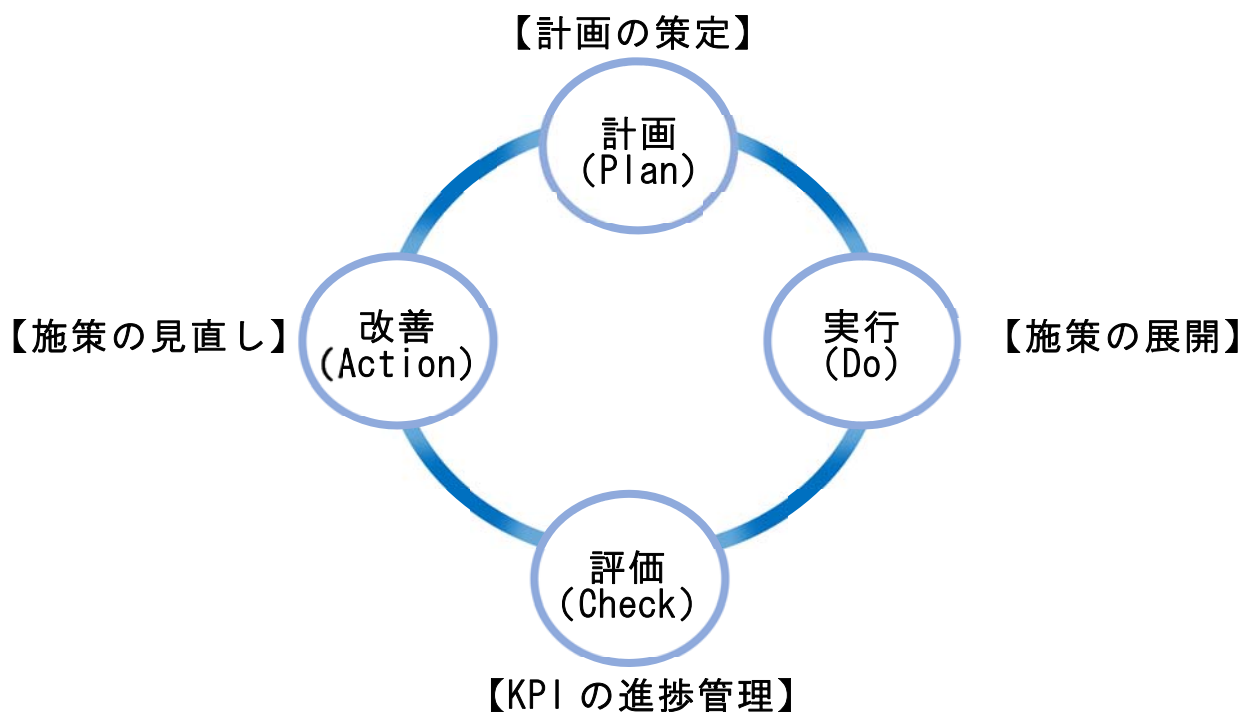 【計画の策定】
計画
(Plan)
実行
(Do)
【施策の展開】
評価
(Check)
【KPIの進捗管理】
改善
(Action)
【施策の見直し】